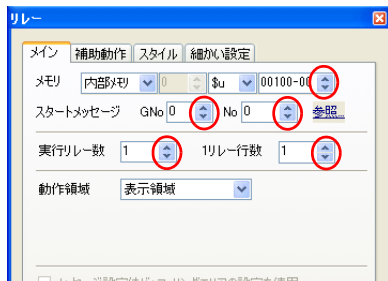 リレー
メイン 補助動作 スタイル 細かい設定
メモリ 内部メモリ 0 $u 00100-00
スタートメッセージ GNo 0 No 0 参照...
実行リレー数 1 1リレー行数 1
動作領域 表示領域